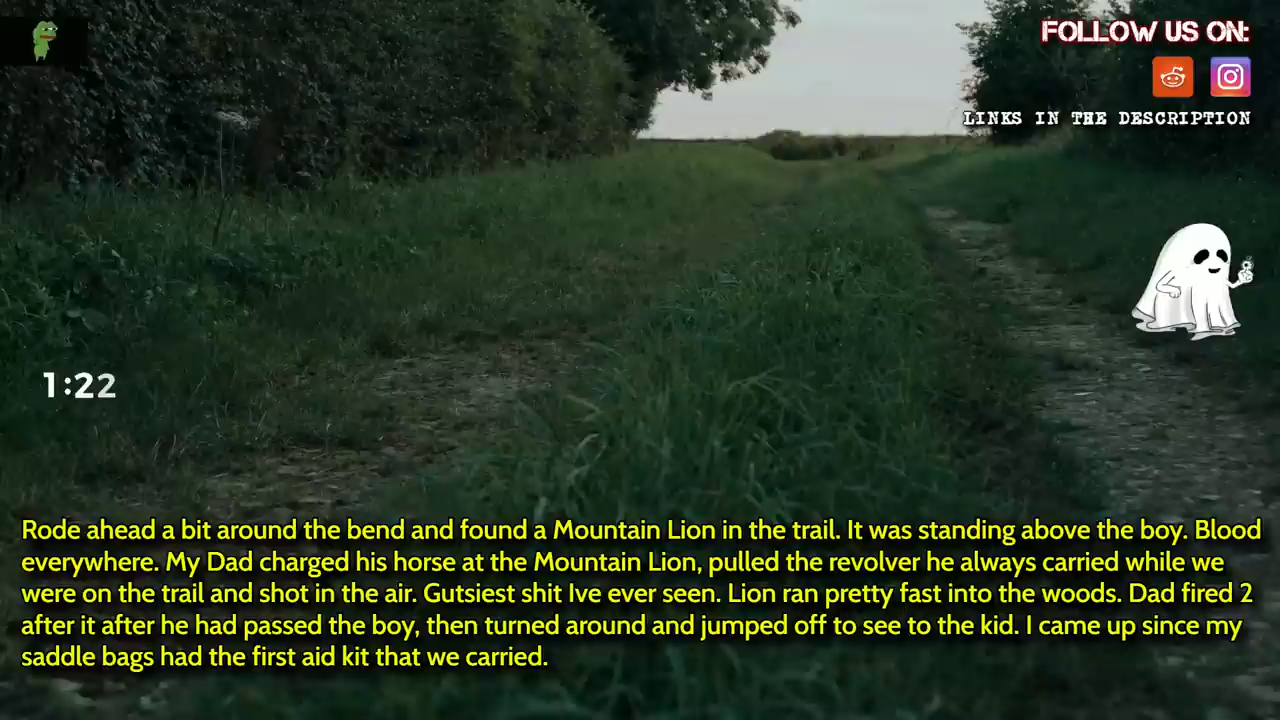 FOLLOW US ON:
LINKS IN THE DESCRIPTION
1:22
Rode ahead a bit around the bend and found a Mountain Lion in the trail. It was standing above the boy. Blood
everywhere. My Dad charged his horse at the Mountain Lion, pulled the revolver he always carried while we
were on the trail and shot in the air. Gutsiest shit Ive ever seen. Lion ran pretty fast into the woods. Dad fired 2
after it after he had passed the boy, then turned around and jumped off to see to the kid. I came up since my
saddle bags had the first aid kit that we carried.